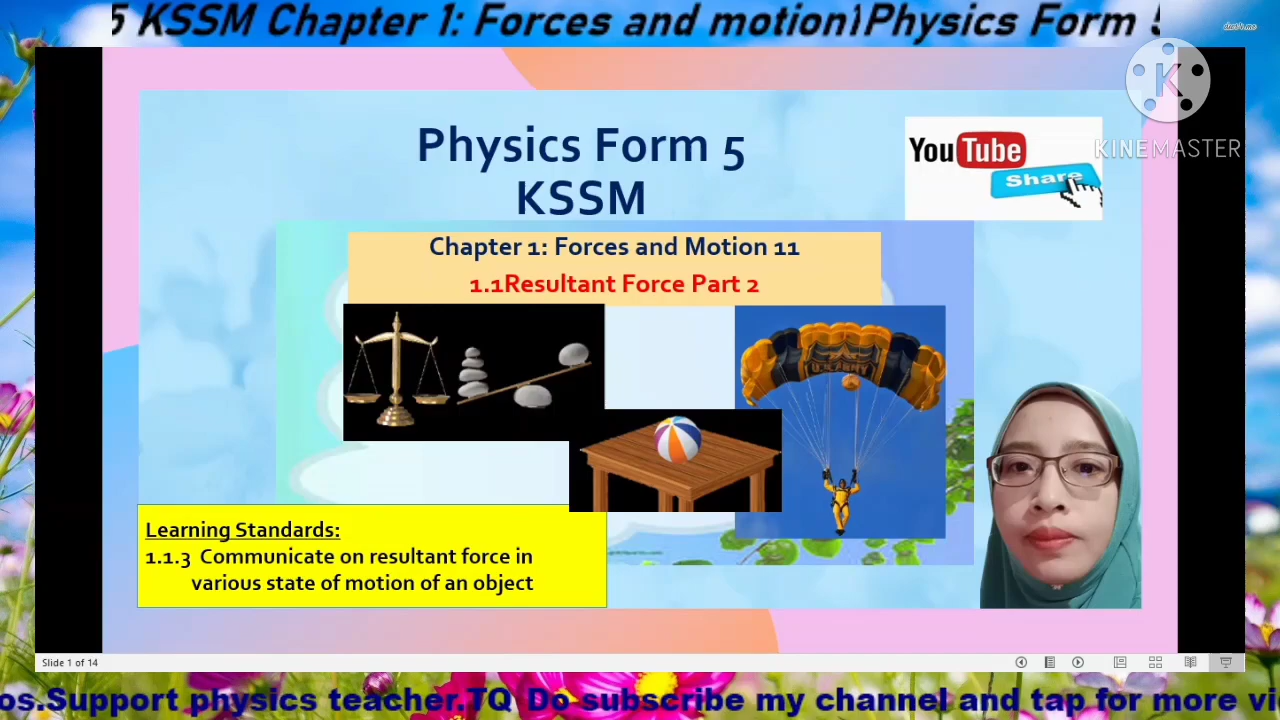 5 KSSM Chapter 1: Forces and motion1Physics Form 5
Physics Form 5
KSSM
YouTube
Share
KINEMASTER
K
Chapter 1: Forces and Motion 11
1.1Resultant Force Part 2
U.S. ARMY
Learning Standards:
1.1.3 Communicate on resultant force in
various state of motion of an object
Slide 1 of 14
os.Support physics teacher.TQ Do subscribe my channel and tap for more vi